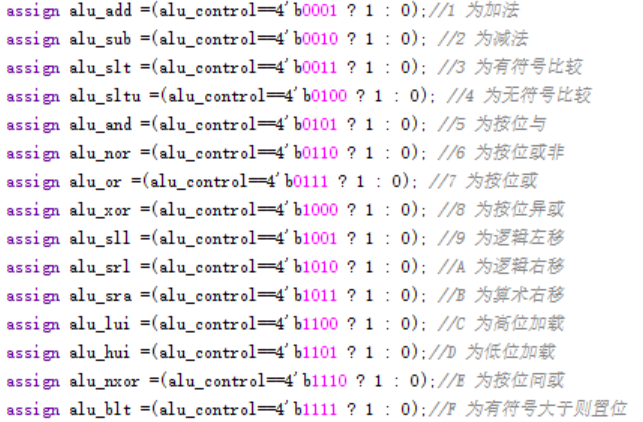 assign alu_add =(alu_control==4'b0001 ? 1 : 0);//1 为加法
assign alu_sub =(alu_control==4'b0010 ? 1 : 0); //2 为减法
assign alu_slt =(alu_control==4'b0011 ? 1 : 0); //3 为有符号比较
assign alu_sltu =(alu_control==4'b0100 ? 1 : 0); //4 为无符号比较
assign alu_and =(alu_control==4'b0101 ? 1 : 0); //5 为按位与
assign alu_nor =(alu_control==4'b0110 ? 1 : 0); //6 为按位或非
assign alu_or =(alu_control==4'b0111 ? 1 : 0); //7 为按位或
assign alu_xor =(alu_control==4'b1000 ? 1 : 0); //8 为按位异或
assign alu_sll =(alu_control==4'b1001 ? 1 : 0); //9 为逻辑左移
assign alu_srl =(alu_control==4'b1010 ? 1 : 0); //A 为逻辑右移
assign alu_sra =(alu_control==4'b1011 ? 1 : 0); //B 为算术右移
assign alu_lui =(alu_control==4'b1100 ? 1 : 0); //C 为高位加载
assign alu_hui =(alu_control==4'b1101 ? 1 : 0);//D 为低位加载
assign alu_nxor =(alu_control==4'b1110 ? 1 : 0);//E 为按位同或
assign alu_blt =(alu_control==4'b1111 ? 1 : 0);//F 为有符号大于则置位